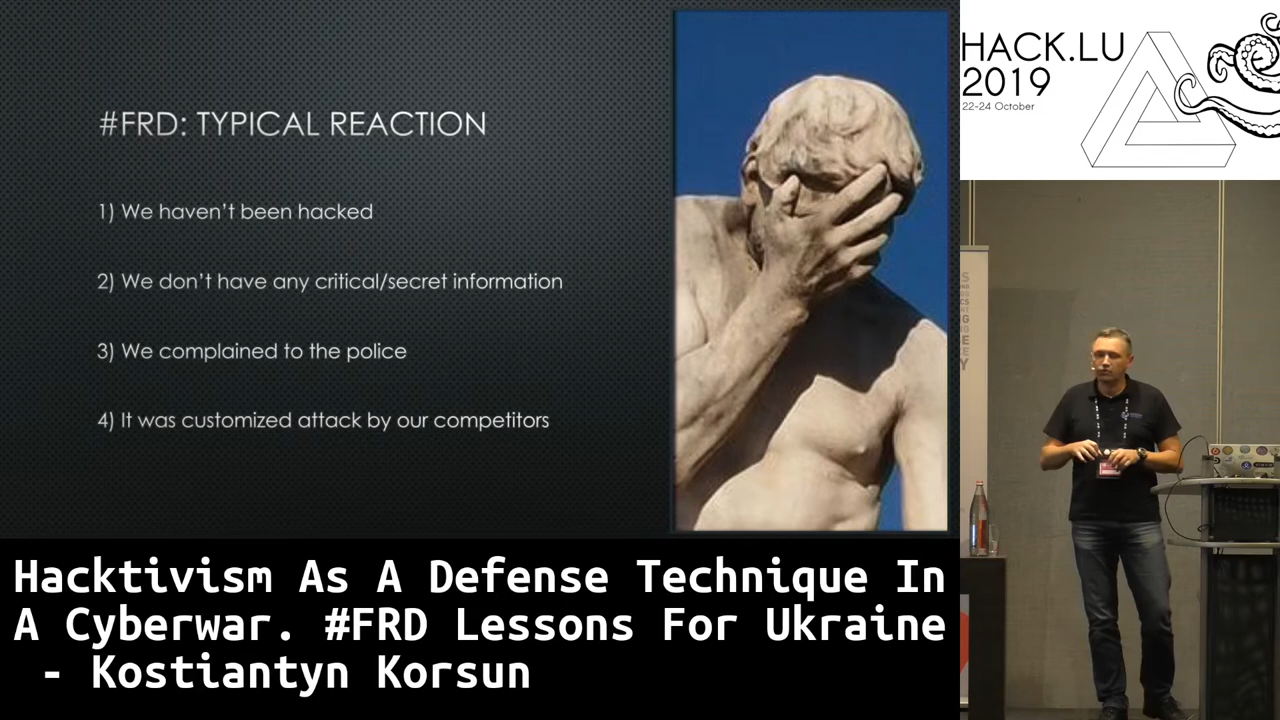 #FRD: TYPICAL REACTION
1) We haven't been hacked
2) We don't have any critical/secret information
3) We complained to the police
4) It was customized attack by our competitors
HACK.LU
2019
22-24 October
Hacktivism As A Defense Technique In
A Cyberwar. #FRD Lessons For Ukraine
- Kostiantyn Korsun